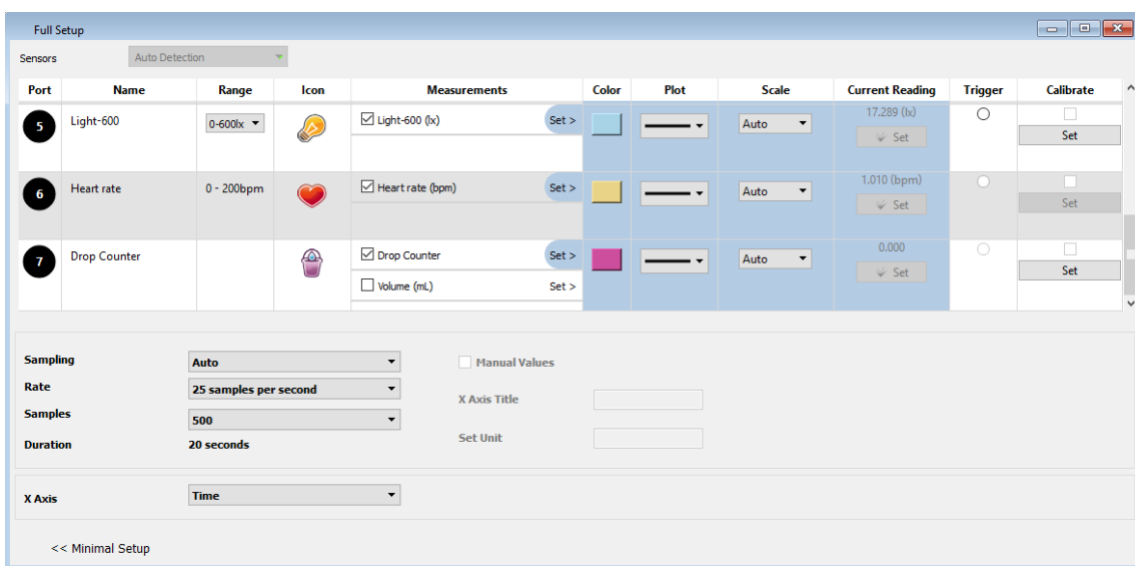 Full Setup
Sensors Auto Detection
Port Name Range Icon Measurements Color Plot Scale Current Reading Trigger Calibrate
5 Light-600 0-600lx Light-600 (lx) Set > Auto 17.289 (lx) Set Set
6 Heart rate 0 - 200bpm Heart rate (bpm) Set > Auto 1.010 (bpm) Set Set
7 Drop Counter Drop Counter Set > Auto 0.000 Set Set
Volume (mL) Set >
Sampling Auto Manual Values
Rate 25 samples per second
X Axis Title
Samples 500
Set Unit
Duration 20 seconds
X Axis Time
<< Minimal Setup